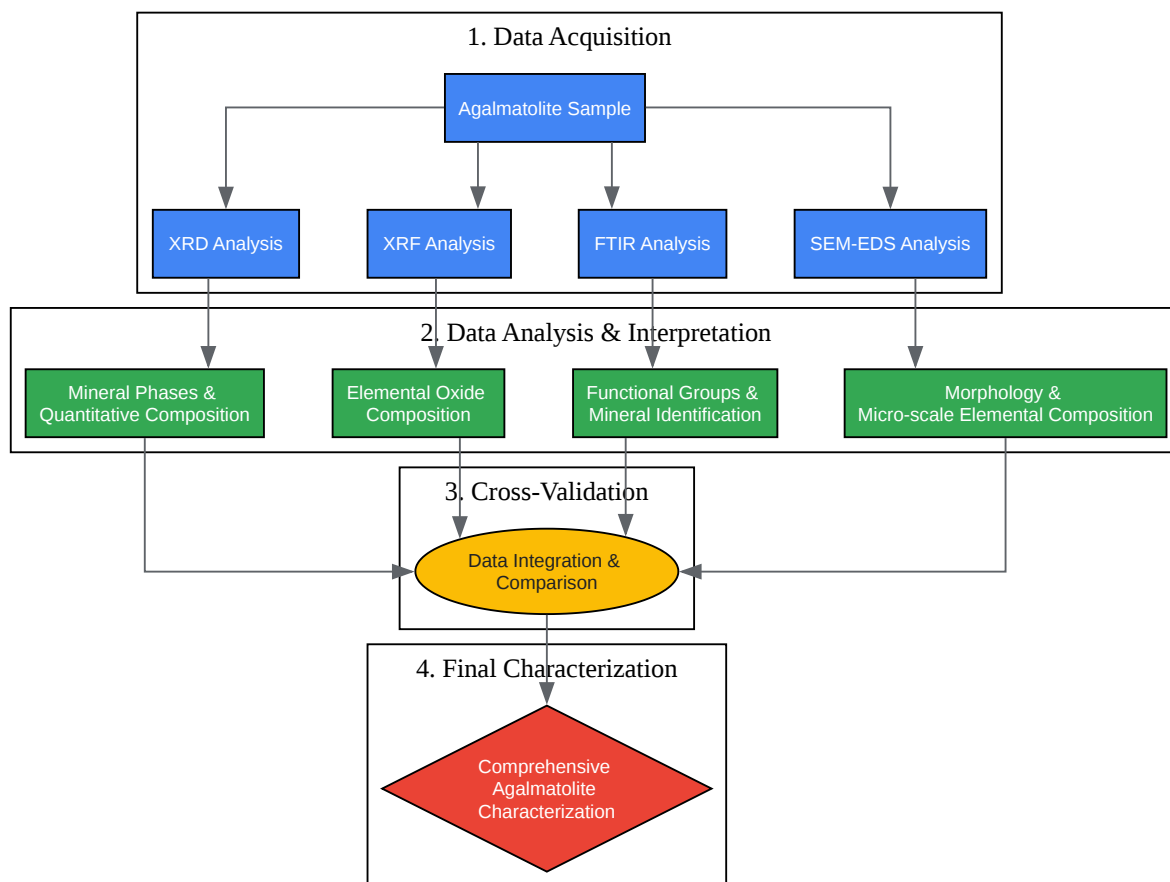 1. Data Acquisition
Agalmatolite Sample
XRD Analysis
XRF Analysis
FTIR Analysis
SEM-EDS Analysis
2. Data Analysis & Interpretation
Mineral Phases &
Quantitative Composition
Elemental Oxide
Composition
Functional Groups &
Mineral Identification
Morphology &
Micro-scale Elemental Composition
3. Cross-Validation
Data Integration &
Comparison
4. Final Characterization
Comprehensive
Agalmatolite
Characterization